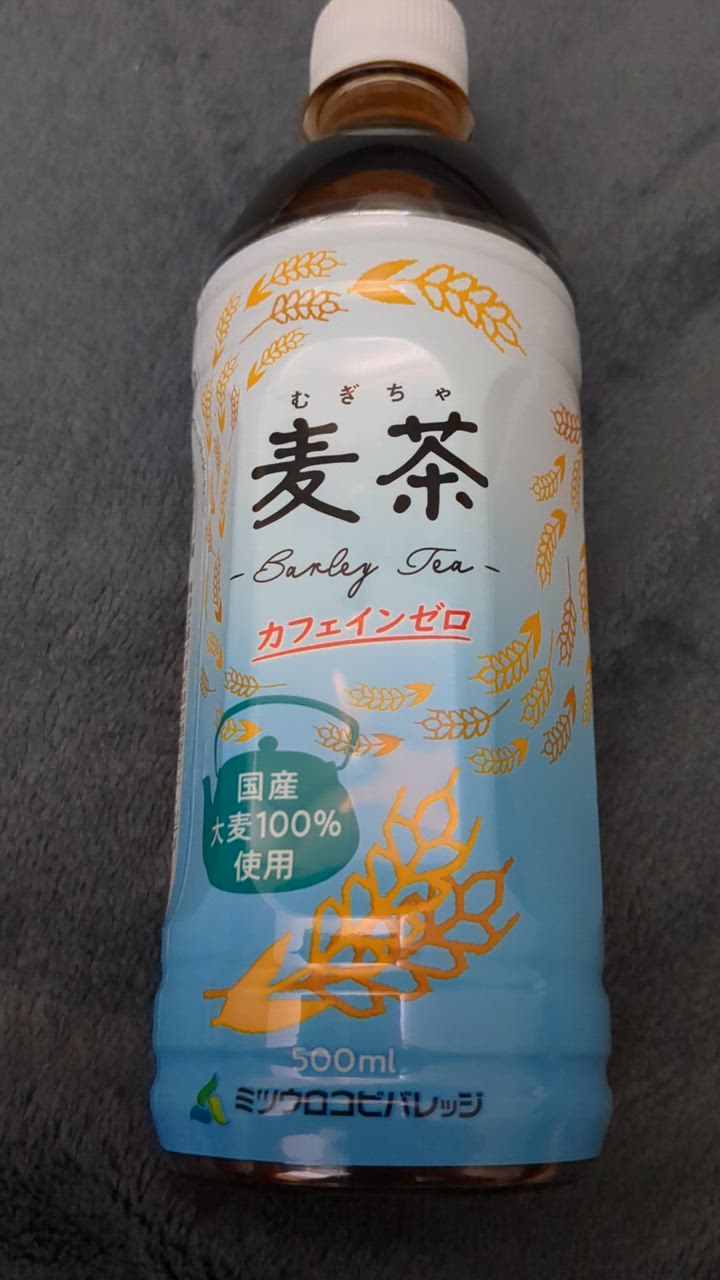 むぎちゃ
麦茶
- Barley Tea -
カフェインゼロ
国産
大麦100%
使用
500ml
ミツウロコビバレッジ